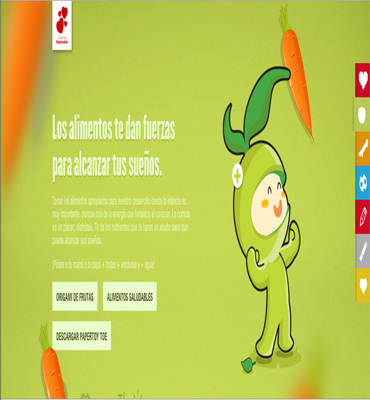 Los alimentos te dan fuerzas
para alcanzar tus sueños.
Tomar los alimentos apropiados para nuestro desarrollo desde la infancia es
muy importante, porque nos da la energía que fortalece el corazón. La comida
es un placer, disfrútala. Te da los nutrientes que te harán un adulto sano que
puede alcanzar sus sueños.
¡Pídele a tu mamá o tu papá + frutas + verduras y + agua!
ORIGAMI DE FRUTAS
ALIMENTOS SALUDABLES
DESCARGAR PAPERTOY TOE